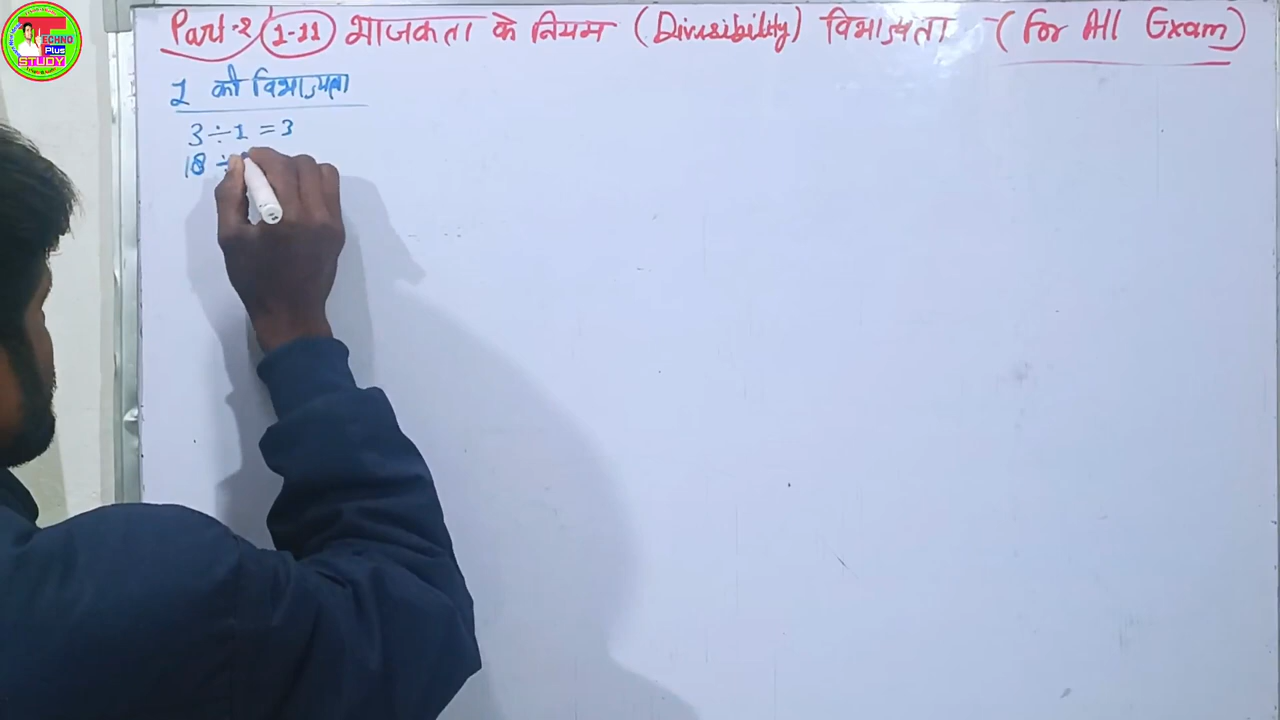 TECHNO
Plus
STUDY
Part-2 (1-11) भाजकता के नियम (Divisibility) विभाज्यता - (For All Exam)
1 की विभाज्यता
3 ÷ 1 = 3
18 ÷